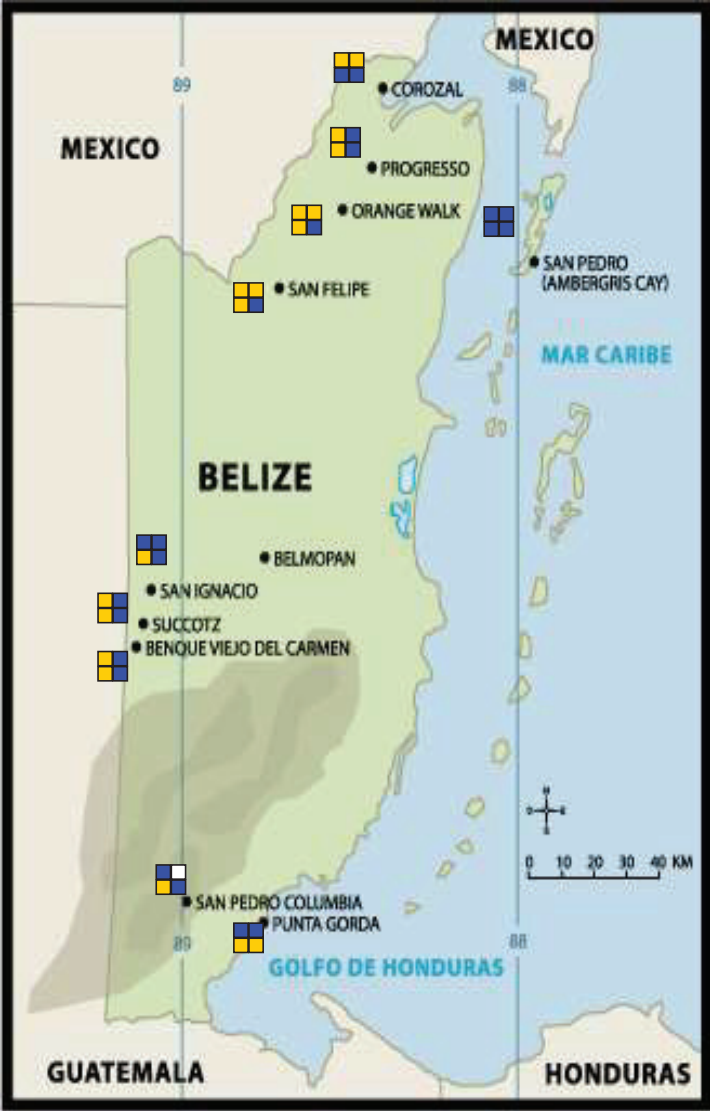 MEXICO
89
88
COROZAL
MEXICO
PROGRESSO
ORANGE WALK
SAN PEDRO
(AMBERGRIS CAY)
SAN FELIPE
MAR CARIBE
BELIZE
BELMOPAN
SAN IGNACIO
SUCCOTZ
BENQUE VIEJO DEL CARMEN
N
O E
S
0 10 20 30 40 KM
SAN PEDRO COLUMBIA
PUNTA GORDA
89
88
GOLFO DE HONDURAS
GUATEMALA
HONDURAS